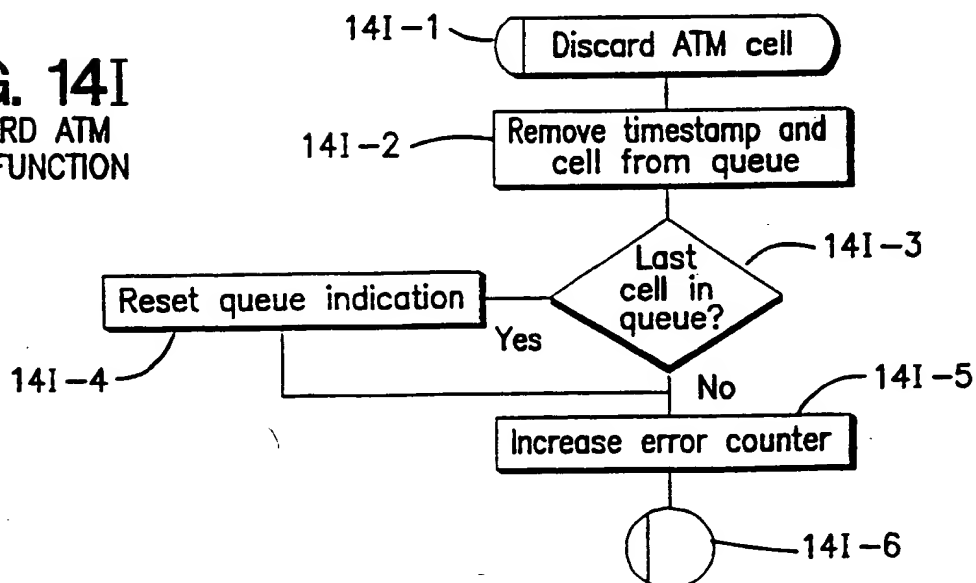 14I-1
Discard ATM cell
G. 14I
RD ATM
FUNCTION
14I-2
Remove timestamp and
cell from queue
14I-3
Last
cell in
queue?
Reset queue indication
Yes
14I-4
No
14I-5
Increase error counter
14I-6